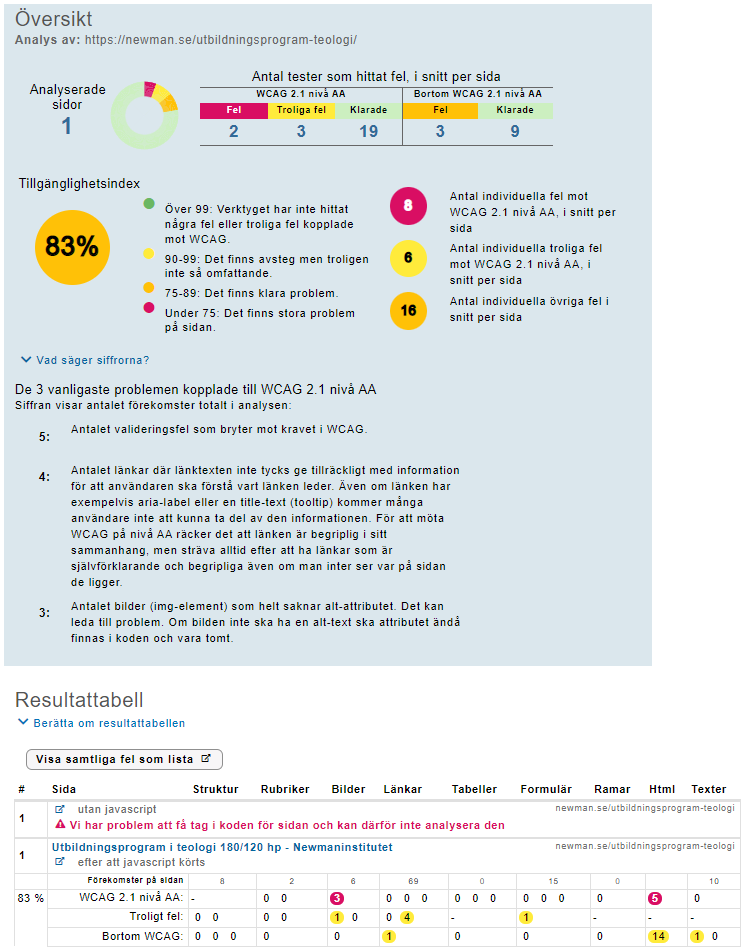 Översikt
Analys av: https://newman.se/utbildningsprogram-teologi/
Analyserade
sidor
1
Antal tester som hittat fel, i snitt per sida
WCAG 2.1 nivå AA Bortom WCAG 2.1 nivå AA
Fel Troliga fel Klarade Fel Klarade
2 3 19 3 9
Tillgänglighetsindex
83%
Över 99: Verktyget har inte hittat
några fel eller troliga fel kopplade
mot WCAG.
90-99: Det finns avsteg men troligen
inte så omfattande.
75-89: Det finns klara problem.
Under 75: Det finns stora problem
på sidan.
8
Antal individuella fel mot
WCAG 2.1 nivå AA, i snitt per
sida
6
Antal individuella troliga fel
mot WCAG 2.1 nivå AA, i
snitt per sida
16
Antal individuella övriga fel i
snitt per sida
Vad säger siffrorna?
De 3 vanligaste problemen kopplade till WCAG 2.1 nivå AA
Siffran visar antalet förekomster totalt i analysen:
5: Antalet valideringsfel som bryter mot kravet i WCAG.
4: Antalet länkar där länktexten inte tycks ge tillräckligt med information
för att användaren ska förstå vart länken leder. Även om länken har
exempelvis aria-label eller en title-text (tooltip) kommer många
användare inte att kunna ta del av den informationen. För att möta
WCAG på nivå AA räcker det att länken är begriplig i sitt
sammanhang, men sträva alltid efter att ha länkar som är
självförklarande och begripliga även om man inter ser var på sidan
de ligger.
3: Antalet bilder (img-element) som helt saknar alt-attributet. Det kan
leda till problem. Om bilden inte ska ha en alt-text ska attributet ändå
finnas i koden och vara tomt.
Resultattabell
Berätta om resultattabellen
Visa samtliga fel som lista
# Sida Struktur Rubriker Bilder Länkar Tabeller Formulär Ramar Html Texter
1 utan javascript newman.se/utbildningsprogram-teologi
Vi har problem att få tag i koden för sidan och kan därför inte analysera den
1 Utbildningsprogram i teologi 180/120 hp - Newmaninstitutet newman.se/utbildningsprogram-teologi
efter att javascript körts
Förekomster på sidan 8 2 6 69 0 15 0 10
83 % WCAG 2.1 nivå AA: - 0 0 3 0 0 0 0 0 0 0 0 0 5 0
Troligt fel: 0 0 0 0 1 0 0 4 - 1 - - -
Bortom WCAG: 0 0 0 0 0 1 0 0 0 14 1 0